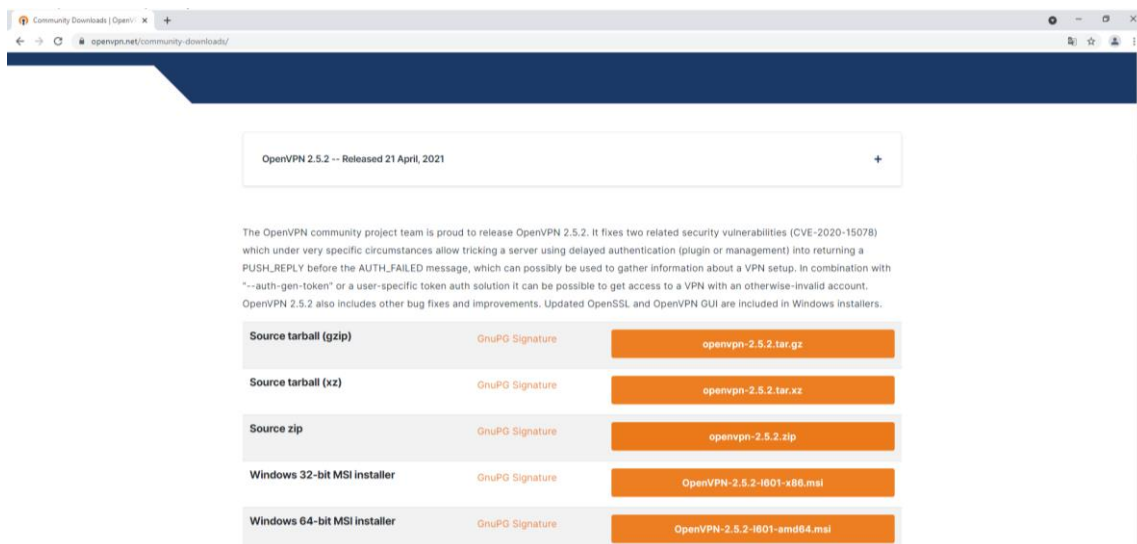 Community Downloads | OpenV
openvpn.net/community-downloads/
OpenVPN 2.5.2 -- Released 21 April, 2021
The OpenVPN community project team is proud to release OpenVPN 2.5.2. It fixes two related security vulnerabilities (CVE-2020-15078)
which under very specific circumstances allow tricking a server using delayed authentication (plugin or management) into returning a
PUSH_REPLY before the AUTH_FAILED message, which can possibly be used to gather information about a VPN setup. In combination with
"--auth-gen-token" or a user-specific token auth solution it can be possible to get access to a VPN with an otherwise-invalid account.
OpenVPN 2.5.2 also includes other bug fixes and improvements. Updated OpenSSL and OpenVPN GUI are included in Windows installers.
Source tarball (gzip) GnuPG Signature openvpn-2.5.2.tar.gz
Source tarball (xz) GnuPG Signature openvpn-2.5.2.tar.xz
Source zip GnuPG Signature openvpn-2.5.2.zip
Windows 32-bit MSI installer GnuPG Signature OpenVPN-2.5.2-I601-x86.msi
Windows 64-bit MSI installer GnuPG Signature OpenVPN-2.5.2-I601-amd64.msi